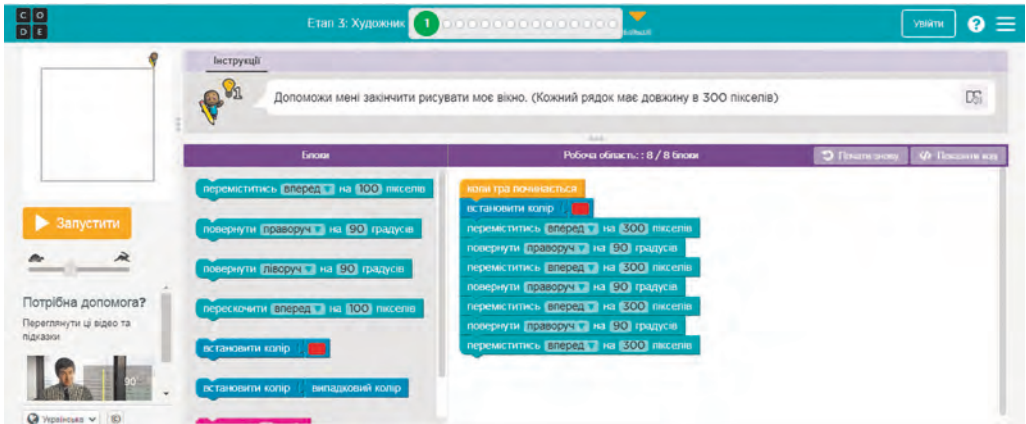 C O
D E
Етап 3: Художник
1
Більше
Увійти
?
Інструкції
Допоможи мені закінчити рисувати моє вікно. (Кожний рядок має довжину в 300 пікселів)
Блоки
Робоча область: : 8 / 8 блоки
Почати знову
Показати код
Запустити
Потрібна допомога?
Переглянути ці відео та
підказки
90°
Українська
переміститись вперед на 100 пікселів
повернути праворуч на 90 градусів
повернути ліворуч на 90 градусів
перескочити вперед на 100 пікселів
встановити колір
встановити колір випадковий колір
коли гра починається
встановити колір
переміститись вперед на 300 пікселів
повернути праворуч на 90 градусів
переміститись вперед на 300 пікселів
повернути праворуч на 90 градусів
переміститись вперед на 300 пікселів
повернути праворуч на 90 градусів
переміститись вперед на 300 пікселів